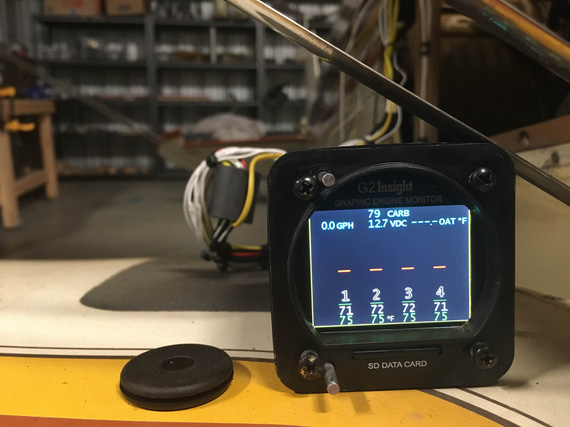 G2 Insight
GRAPHIC ENGINE MONITOR
79 CARB
0.0 GPH 12.7 VDC ---.- OAT °F
1 2 3 4
71 72 72 71
75 75 °F 75 75
SD DATA CARD